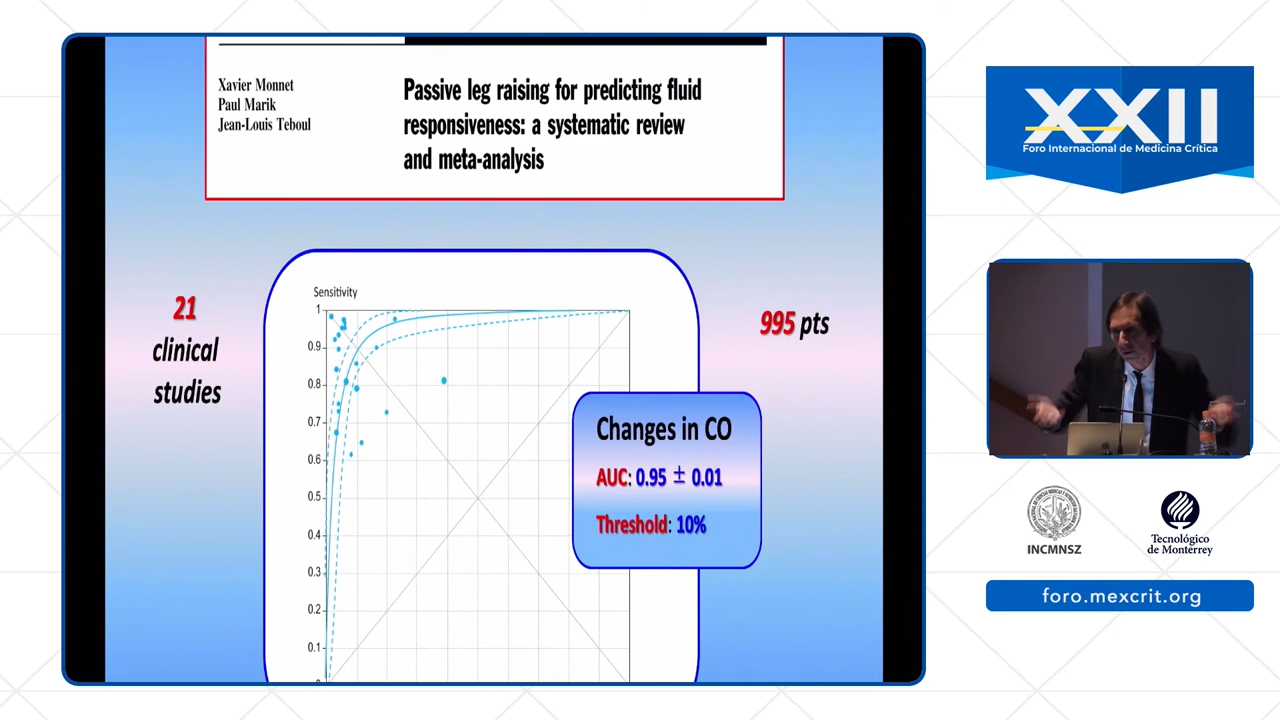 Xavier Monnet
Paul Marik
Jean-Louis Teboul
Passive leg raising for predicting fluid
responsiveness: a systematic review
and meta-analysis
21
clinical
studies
995 pts
Sensitivity
1
0.9
0.8
0.7
0.6
0.5
0.4
0.3
0.2
0.1
Changes in CO
AUC: 0.95 ± 0.01
Threshold: 10%
XXII
Foro Internacional de Medicina Crítica
INCMNSZ
Tecnológico
de Monterrey
foro.mexcrit.org